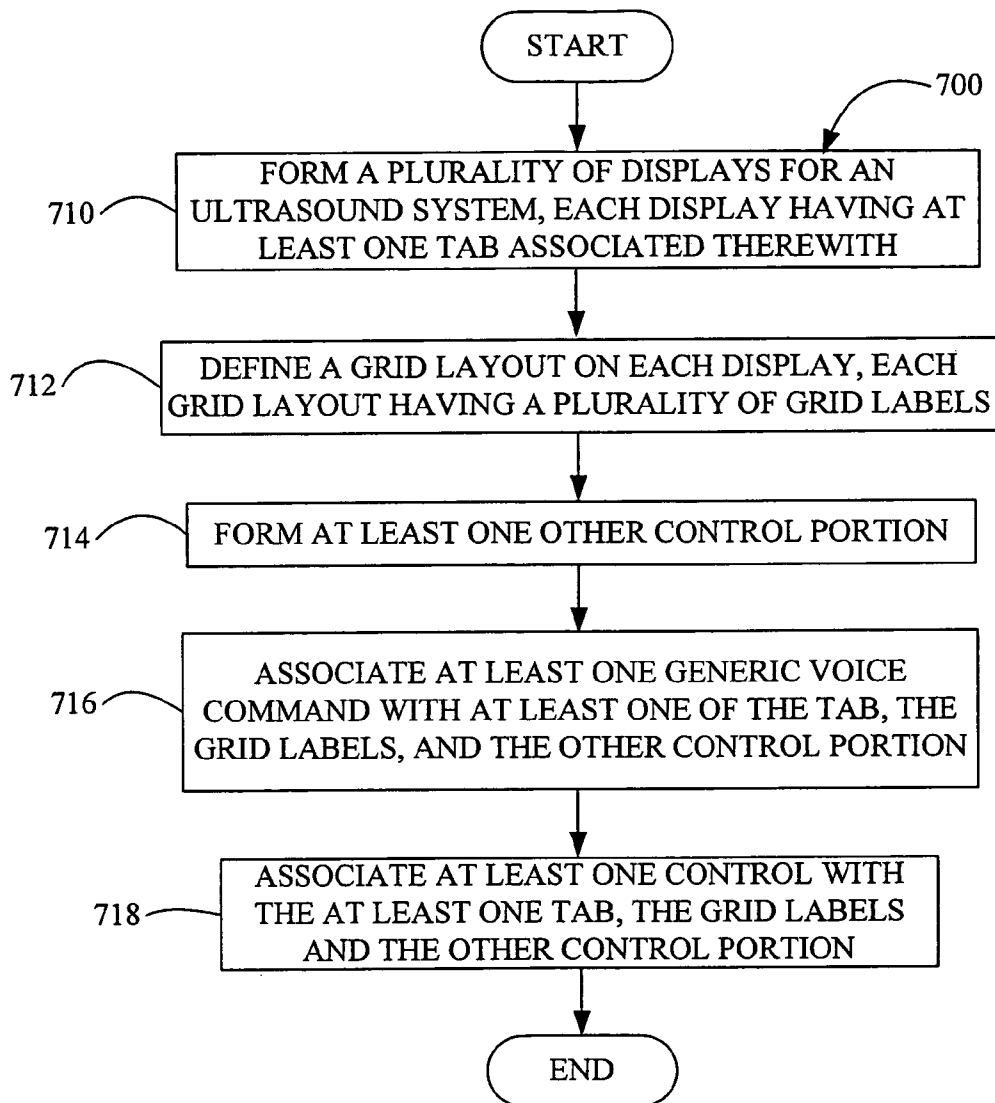 START
700
710
FORM A PLURALITY OF DISPLAYS FOR AN
ULTRASOUND SYSTEM, EACH DISPLAY HAVING AT
LEAST ONE TAB ASSOCIATED THEREWITH
712
DEFINE A GRID LAYOUT ON EACH DISPLAY, EACH
GRID LAYOUT HAVING A PLURALITY OF GRID LABELS
714
FORM AT LEAST ONE OTHER CONTROL PORTION
716
ASSOCIATE AT LEAST ONE GENERIC VOICE
COMMAND WITH AT LEAST ONE OF THE TAB, THE
GRID LABELS, AND THE OTHER CONTROL PORTION
718
ASSOCIATE AT LEAST ONE CONTROL WITH
THE AT LEAST ONE TAB, THE GRID LABELS
AND THE OTHER CONTROL PORTION
END